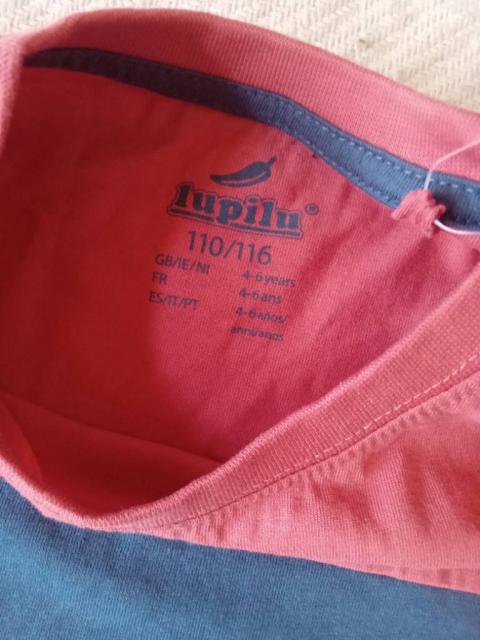 lupilu®
110/116
GB/IE/NI 4-6 years
FR 4-6 ans
ES/IT/PT 4-6 años/
anni/anos